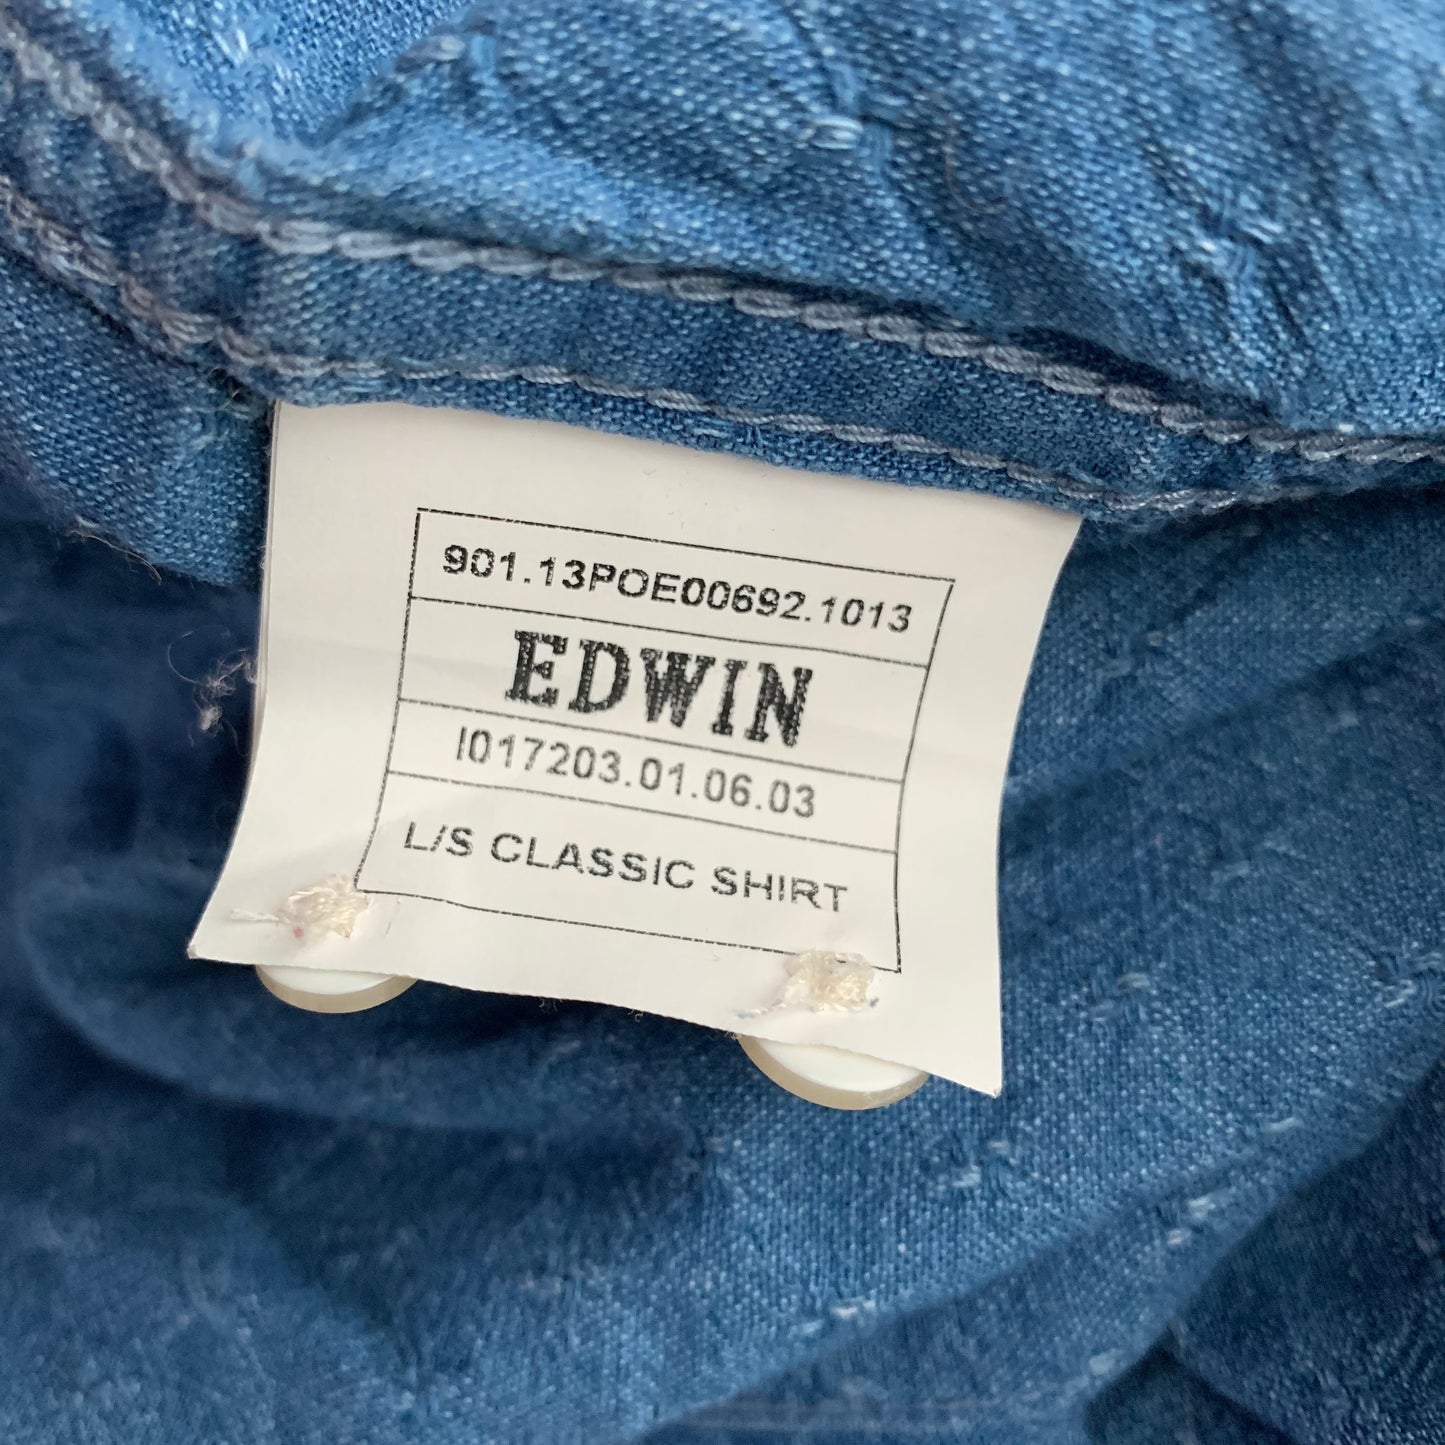 901.13POE00692.1013
EDWIN
I017203.01.06.03
L/S CLASSIC SHIRT